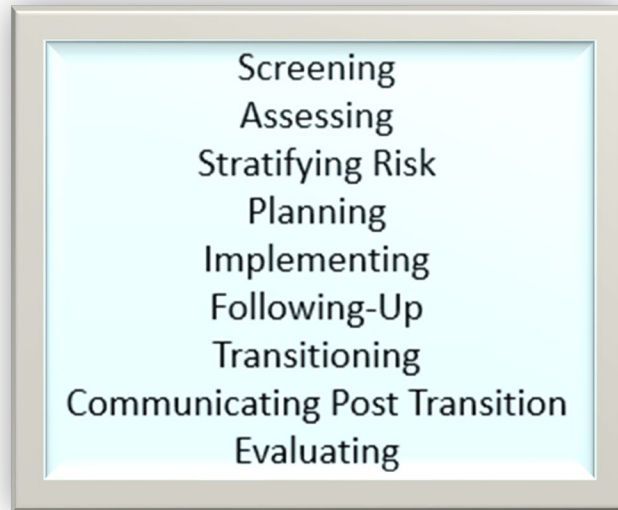 Screening
Assessing
Stratifying Risk
Planning
Implementing
Following-Up
Transitioning
Communicating Post Transition
Evaluating